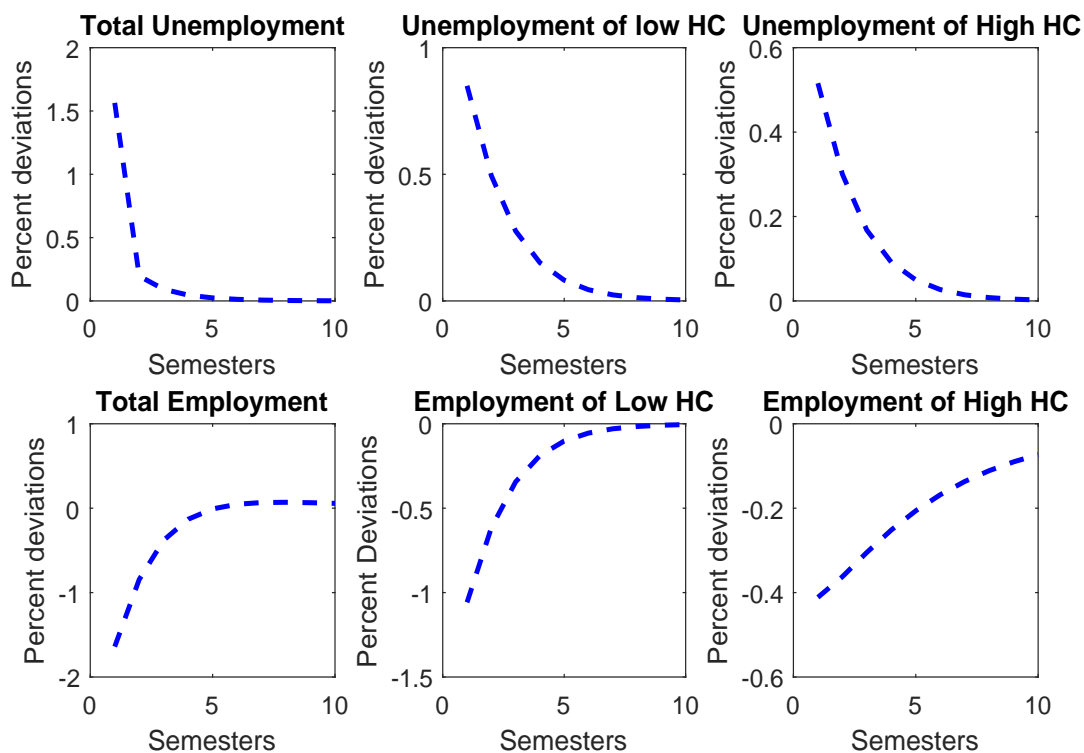 Total Unemployment
Percent deviations
2
1.5
1
0.5
0
0
5
10
Semesters
Unemployment of low HC
Percent deviations
1
0.5
0
0
5
10
Semesters
Unemployment of High HC
Percent deviations
0.6
0.4
0.2
0
0
5
10
Semesters
Total Employment
Percent deviations
1
0
-1
-2
0
5
10
Semesters
Employment of Low HC
Percent Deviations
0
-0.5
-1
-1.5
0
5
10
Semesters
Employment of High HC
Percent deviations
0
-0.2
-0.4
-0.6
0
5
10
Semesters